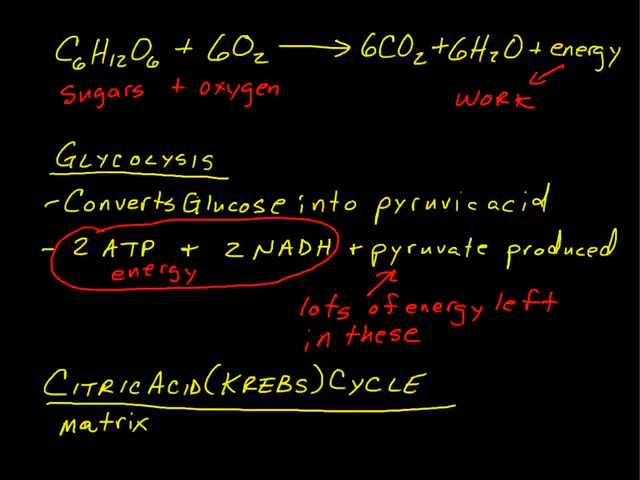 C₆H₁₂O₆ + 6O₂ → 6CO₂ + 6H₂O + energy
sugars + oxygen
WORK
GLYCOLYSIS
- Converts Glucose into pyruvic acid
- 2 ATP + 2 NADH + pyruvate produced
energy
lots of energy left
in these
CITRIC ACID (KREBS) CYCLE
matrix